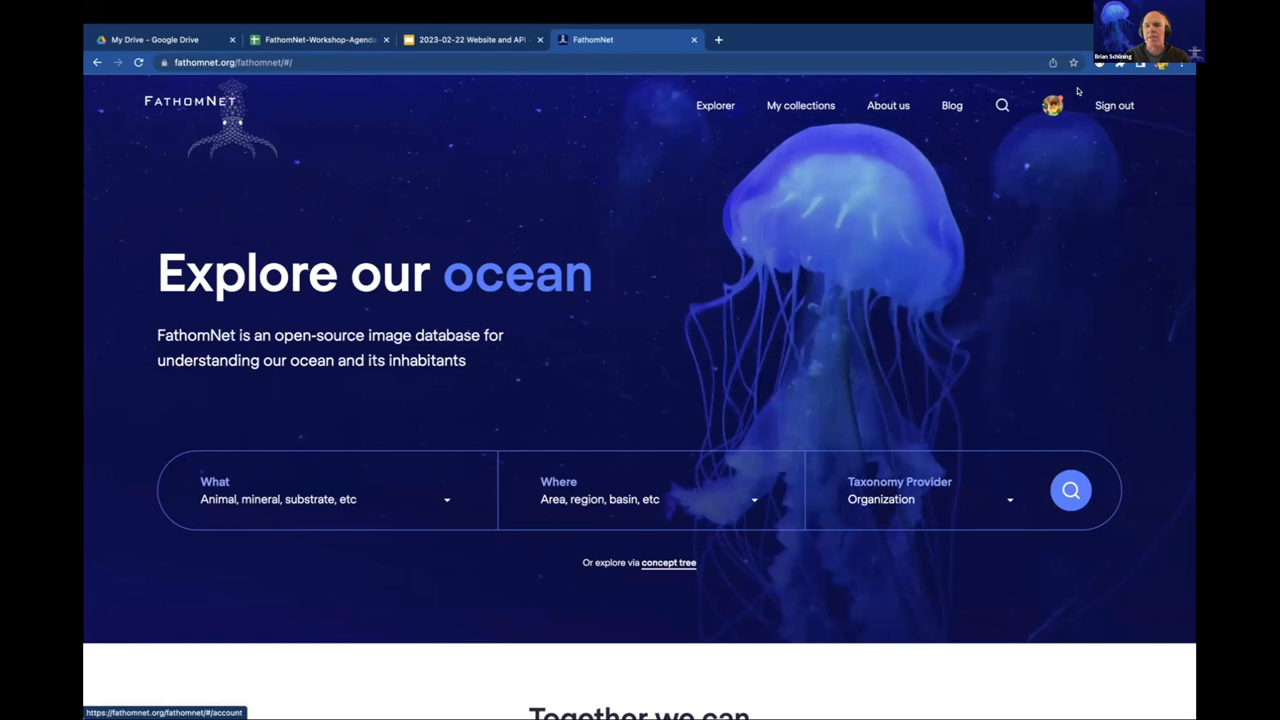 My Drive - Google Drive
FathomNet-Workshop-Agenda
2023-02-22 Website and API
FathomNet
Brian Schlining
fathomnet.org/fathomnet/#/
FATHOMNET
Explorer
My collections
About us
Blog
Sign out
Explore our ocean
FathomNet is an open-source image database for
understanding our ocean and its inhabitants
What
Animal, mineral, substrate, etc
Where
Area, region, basin, etc
Taxonomy Provider
Organization
Or explore via concept tree
Together we can
https://fathomnet.org/fathomnet/#/account